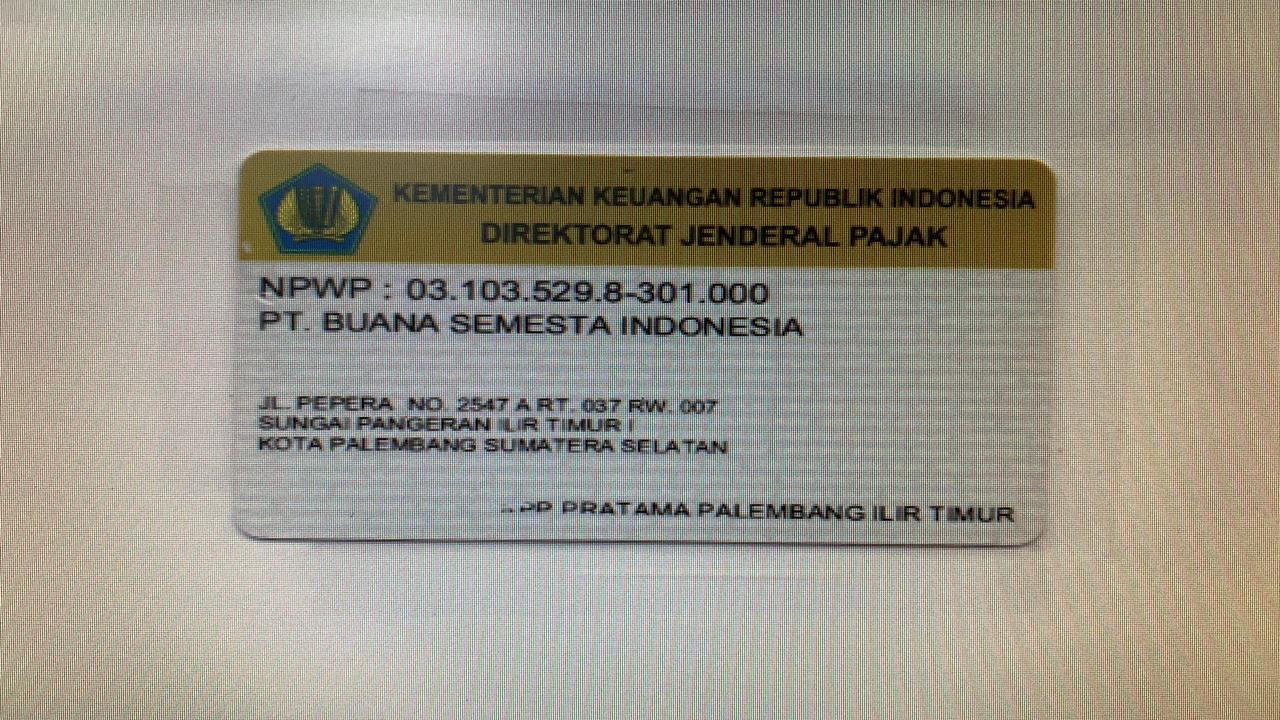 KEMENTERIAN KEUANGAN REPUBLIK INDONESIA
DIREKTORAT JENDERAL PAJAK
NPWP : 03.103.529.8-301.000
PT. BUANA SEMESTA INDONESIA
JL. PEPERA NO. 2547 A RT. 037 RW. 007
SUNGAI PANGERAN ILIR TIMUR I
KOTA PALEMBANG SUMATERA SELATAN
PRATAMA PALEMBANG ILIR TIMUR